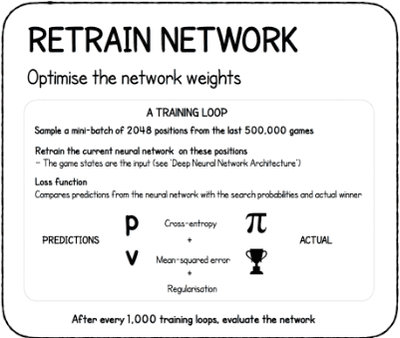 RETRAIN NETWORK
Optimise the network weights
A TRAINING LOOP
Sample a mini-batch of 2048 positions from the last 500,000 games
Retrain the current neural network on these positions
- The game states are the input (see 'Deep Neural Network Architecture')
Loss function
Compares predictions from the neural network with the search probabilities and actual winner
PREDICTIONS
p
v
Cross-entropy
+
Mean-squared error
+
Regularisation
π
ACTUAL
After every 1,000 training loops, evaluate the network